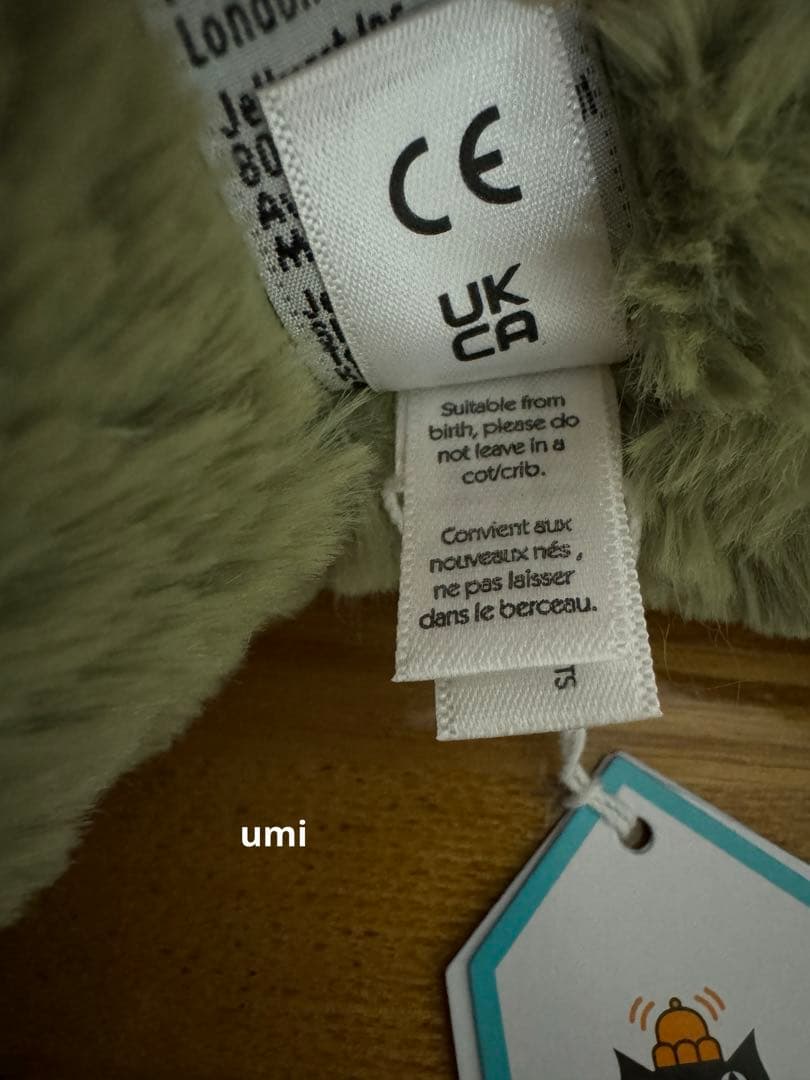 London
CE
UK
CA
Suitable from
birth, please do
not leave in a
cot/crib.
Convient aux
nouveaux nés ,
ne pas laisser
dans le berceau.
TS
umi